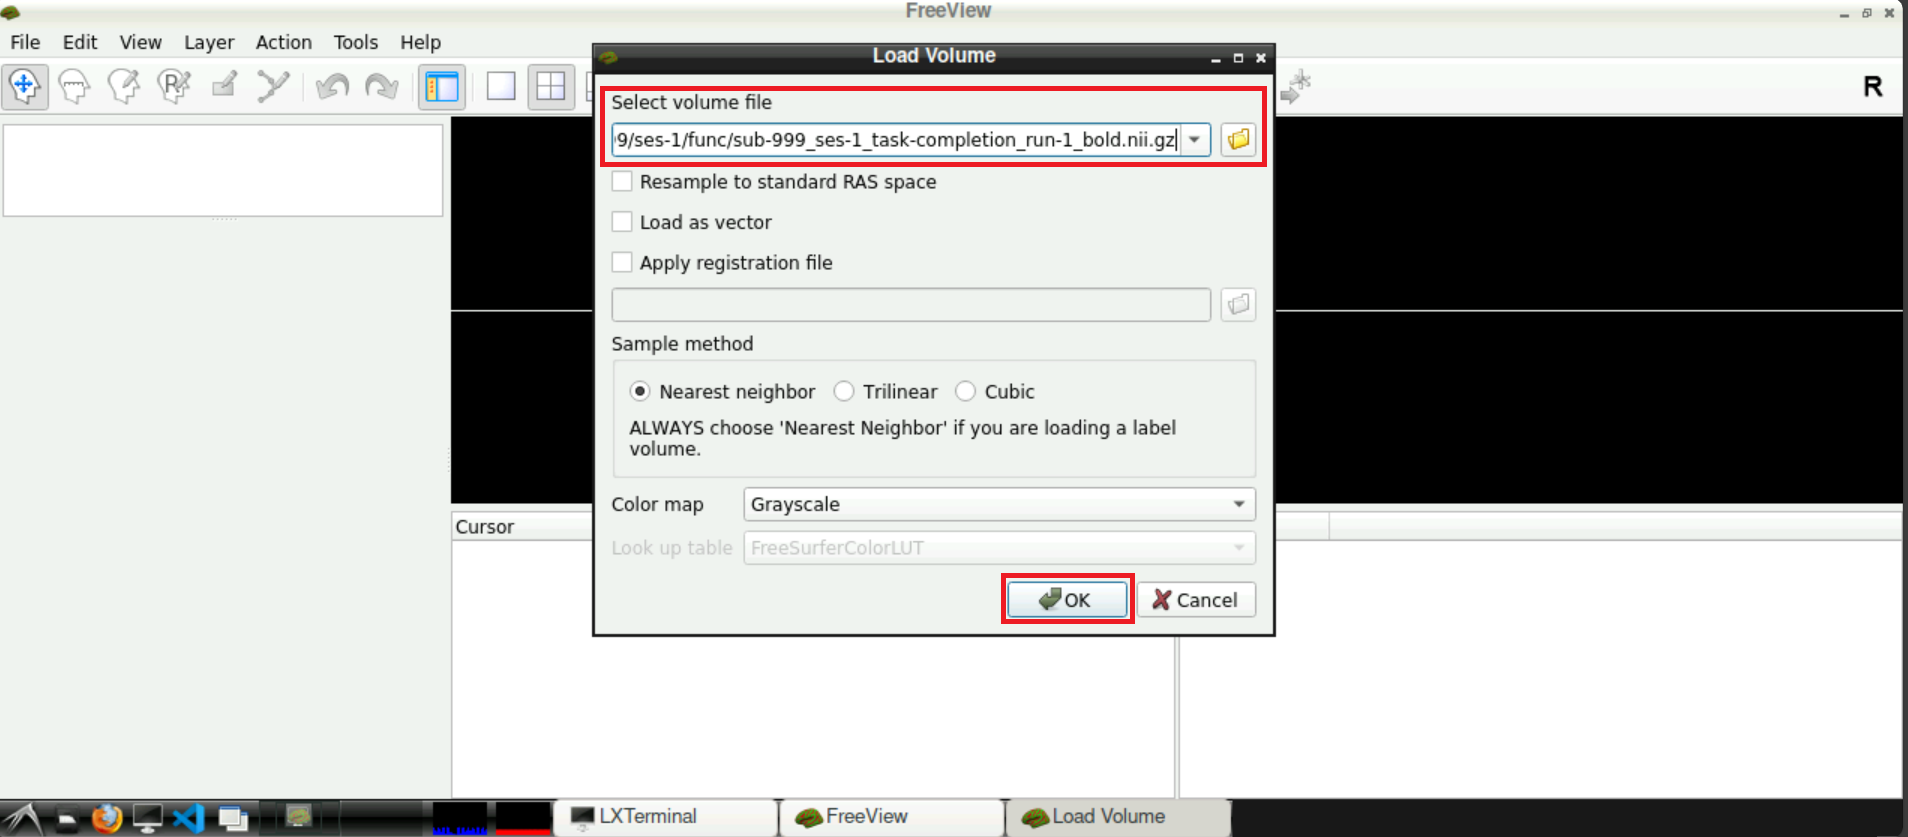 FreeView
File Edit View Layer Action Tools Help
Load Volume
R
Select volume file
9/ses-1/func/sub-999_ses-1_task-completion_run-1_bold.nii.gz
Resample to standard RAS space
Load as vector
Apply registration file
Sample method
Nearest neighbor Trilinear Cubic
ALWAYS choose 'Nearest Neighbor' if you are loading a label
volume.
Color map Grayscale
Look up table FreeSurferColorLUT
Cursor
OK Cancel
LXTerminal FreeView Load Volume